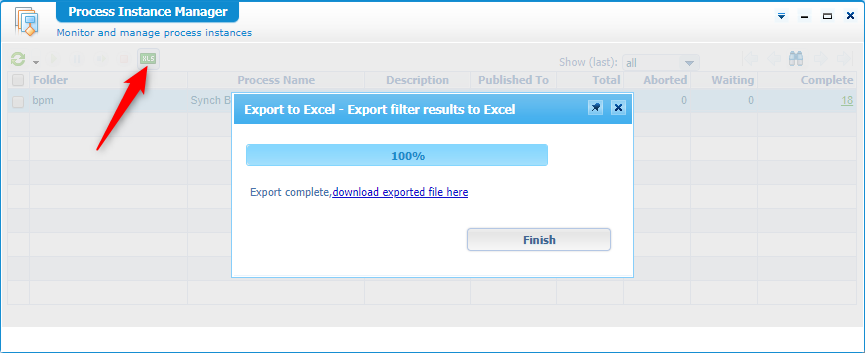 Process Instance Manager
Monitor and manage process instances
XLS
Show (last): all
Folder Process Name Description Published To Total Aborted Waiting Complete
bpm Synch B 0 0 18
Export to Excel - Export filter results to Excel
100%
Export complete,download exported file here
Finish